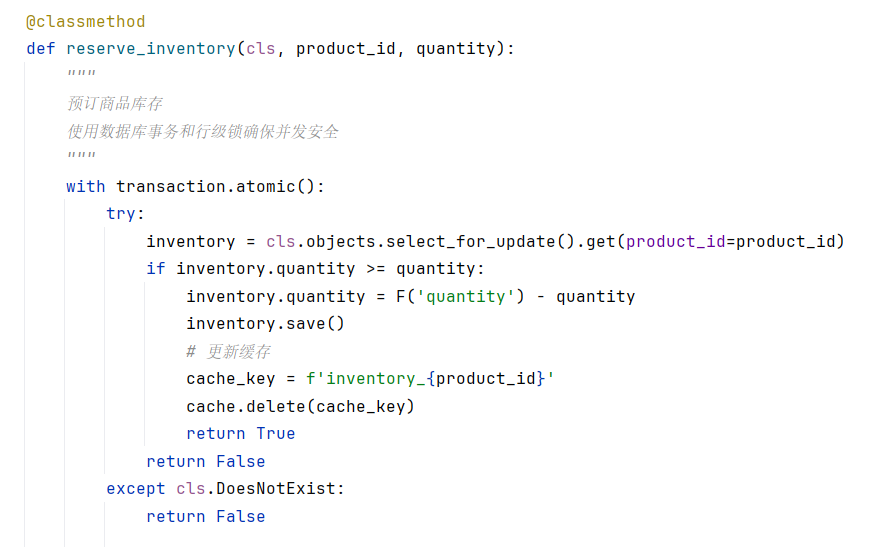 @classmethod
def reserve_inventory(cls, product_id, quantity):
    """
    预订商品库存
    使用数据库事务和行级锁确保并发安全
    """
    with transaction.atomic():
        try:
            inventory = cls.objects.select_for_update().get(product_id=product_id)
            if inventory.quantity >= quantity:
                inventory.quantity = F('quantity') - quantity
                inventory.save()
                # 更新缓存
                cache_key = f'inventory_{product_id}'
                cache.delete(cache_key)
                return True
            return False
        except cls.DoesNotExist:
            return False